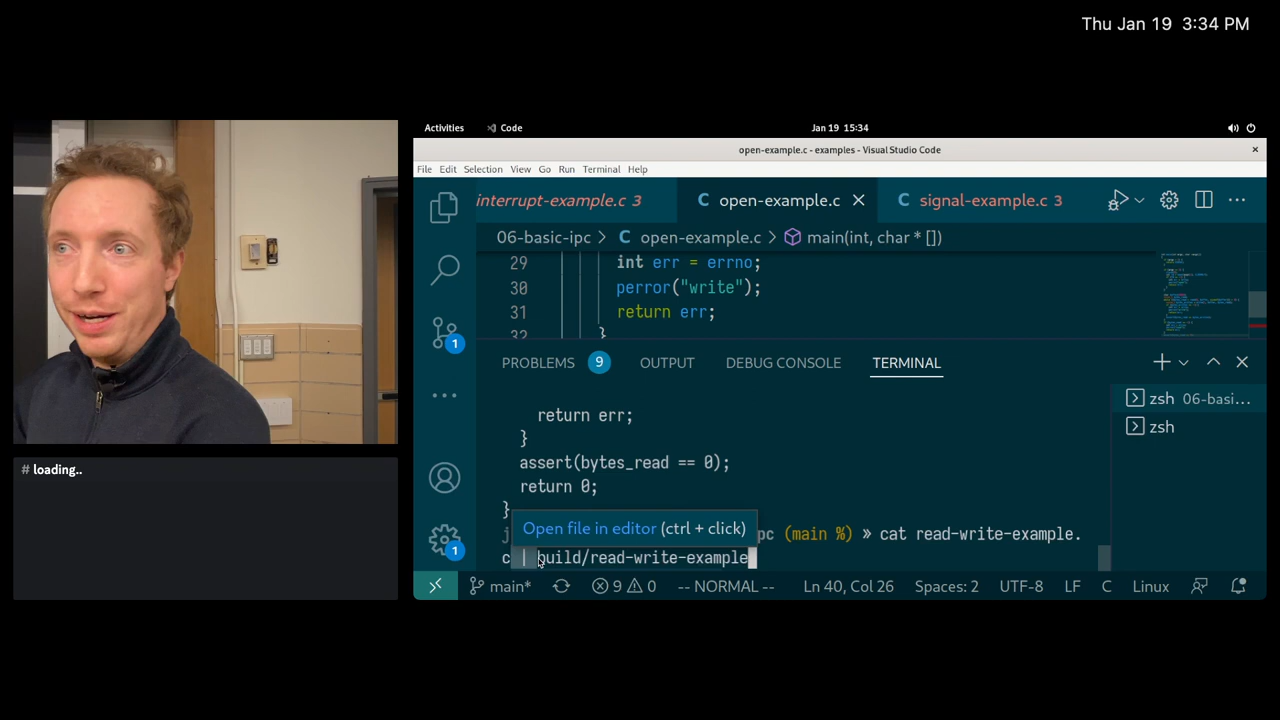 Thu Jan 19 3:34 PM
Activities
Code
Jan 19 15:34
open-example.c - examples - Visual Studio Code
File Edit Selection View Go Run Terminal Help
interrupt-example.c 3
C open-example.c
C signal-example.c 3
06-basic-ipc > C open-example.c > main(int, char * [])
29 int err = errno;
30 perror("write");
31 return err;
32 }
PROBLEMS 9 OUTPUT DEBUG CONSOLE TERMINAL
zsh 06-basi...
zsh
return err;
}
assert(bytes_read == 0);
return 0;
}
Open file in editor (ctrl + click)
pc (main %) » cat read-write-example.
c | build/read-write-example
1
1
main* 9 0 -- NORMAL -- Ln 40, Col 26 Spaces: 2 UTF-8 LF C Linux
# loading..